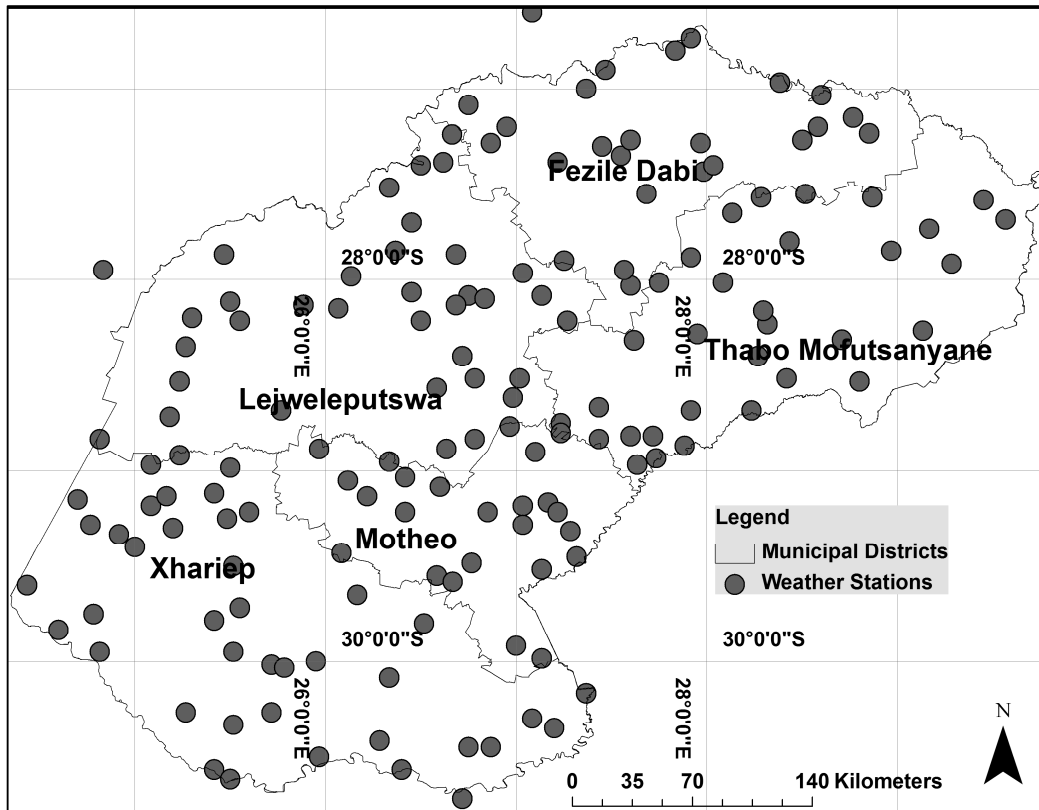 Fezile Dabi
28°0'0"S
28°0'0"S
26°0'0"E
28°0'0"E
Thabo Mofutsanyane
Lejweleputswa
Legend
Motheo
Municipal Districts
Xhariep
Weather Stations
30°0'0"S
30°0'0"S
26°0'0"E
28°0'0"E
N
0 35 70 140 Kilometers